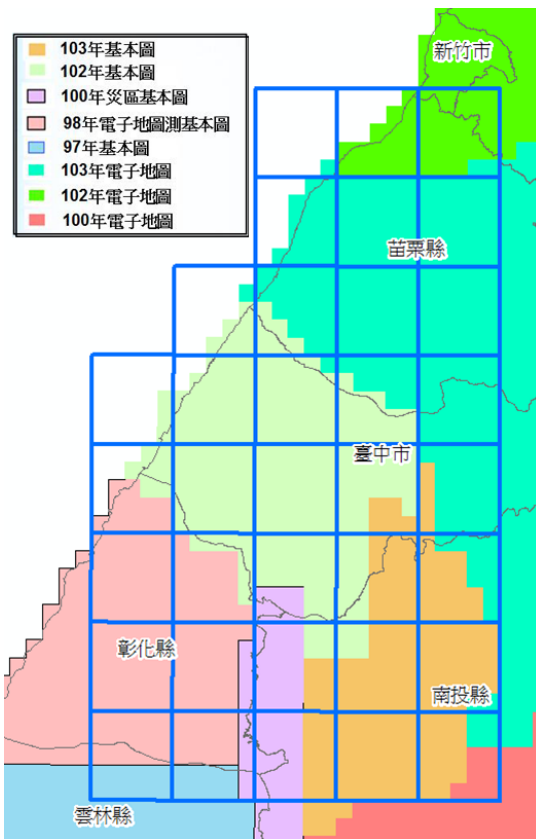 新竹市
103年基本圖
102年基本圖
100年災區基本圖
98年電子地圖測基本圖
97年基本圖
103年電子地圖
102年電子地圖
100年電子地圖
苗栗縣
臺中市
彰化縣
南投縣
雲林縣